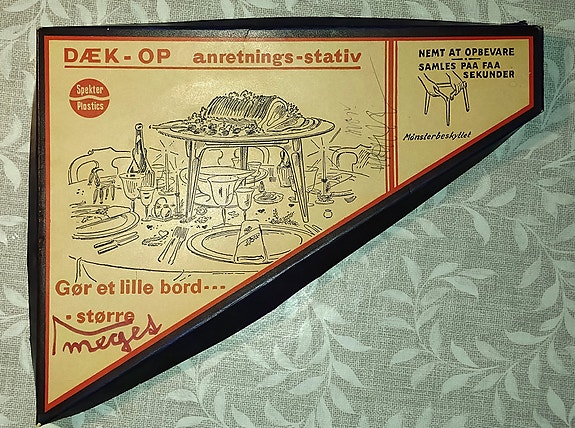 DÆK-OP anretnings-stativ
Spekter
Plastics
NEMT AT OPBEVARE
SAMLES PAA FAA
SEKUNDER
Mønsterbeskyttet
Gør et lille bord---
- større
meget